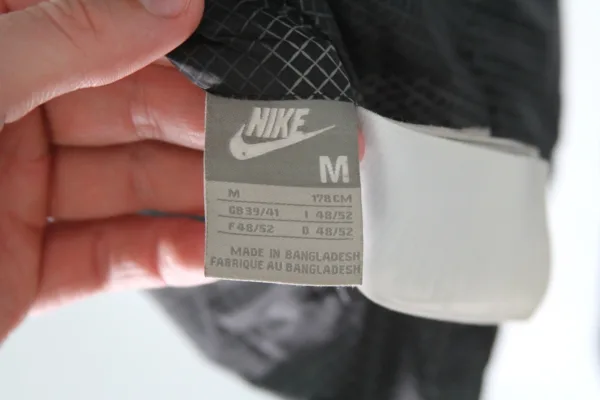 NIKE
M
M 178CM
GB 39/41 I 48/52
F 48/52 D 48/52
MADE IN BANGLADESH
FABRIQUE AU BANGLADESH